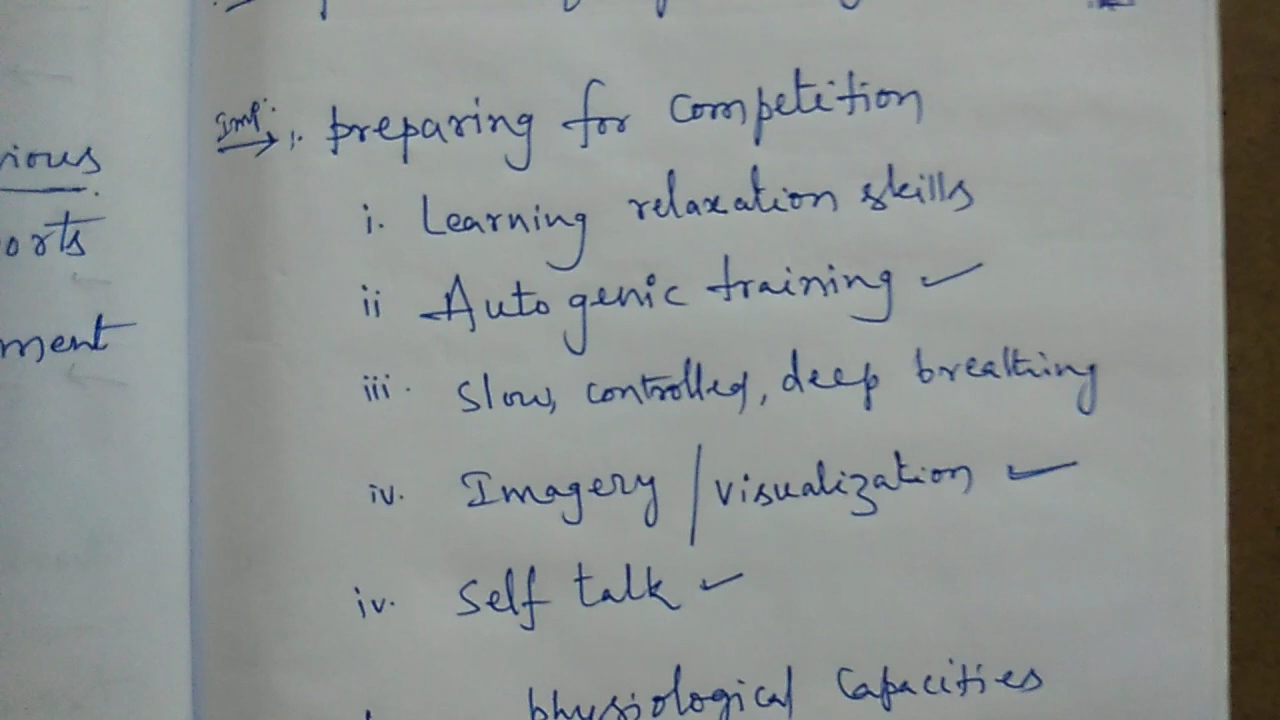 ious
orts
ment
Imp. 1. preparing for competition
i. Learning relaxation skills
ii Autogenic training ✓
iii. Slow, controlled, deep breathing
iv. Imagery / visualization ✓
iv. Self talk ✓
physiological Capacities